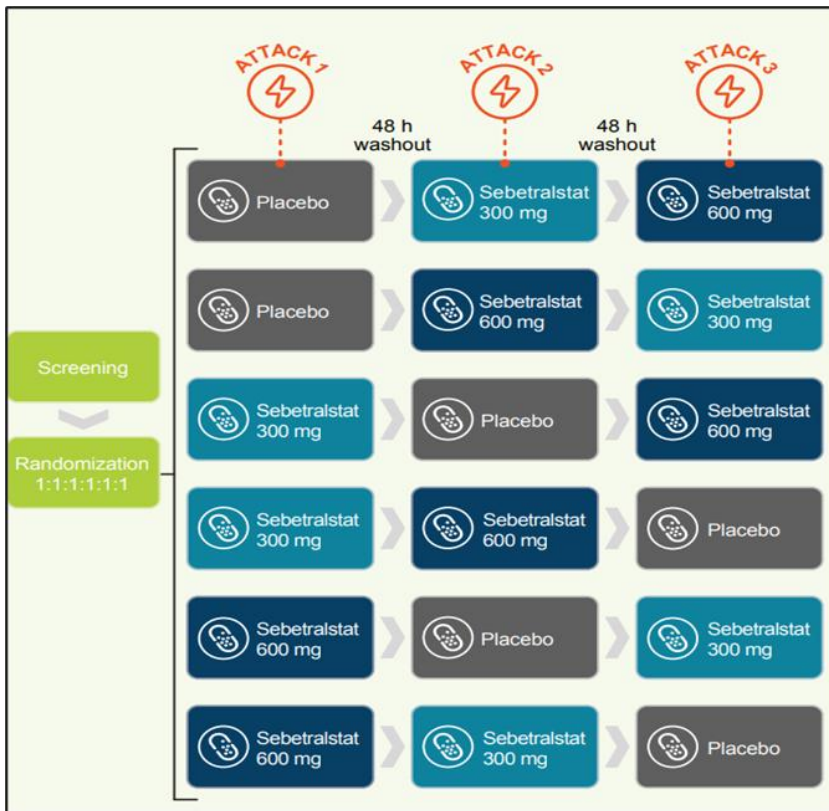 ATTACK 1
ATTACK 2
ATTACK 3
48 h
washout
48 h
washout
Placebo
Sebetralstat
300 mg
Sebetralstat
600 mg
Placebo
Sebetralstat
600 mg
Sebetralstat
300 mg
Screening
Randomization
1:1:1:1:1:1
Sebetralstat
300 mg
Placebo
Sebetralstat
600 mg
Sebetralstat
300 mg
Sebetralstat
600 mg
Placebo
Sebetralstat
600 mg
Placebo
Sebetralstat
300 mg
Sebetralstat
600 mg
Sebetralstat
300 mg
Placebo